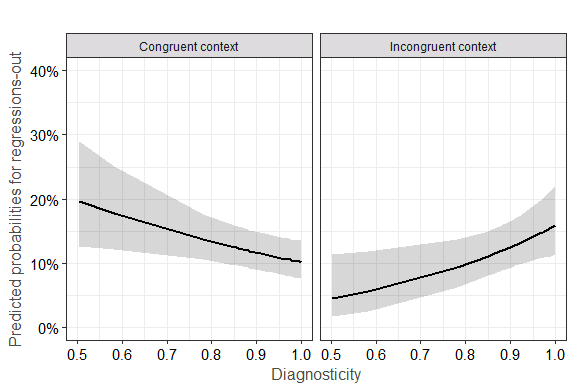 Congruent context
Incongruent context
Predicted probabilities for regressions-out
40%
30%
20%
10%
0%
0.5 0.6 0.7 0.8 0.9 1.0
0.5 0.6 0.7 0.8 0.9 1.0
Diagnosticity